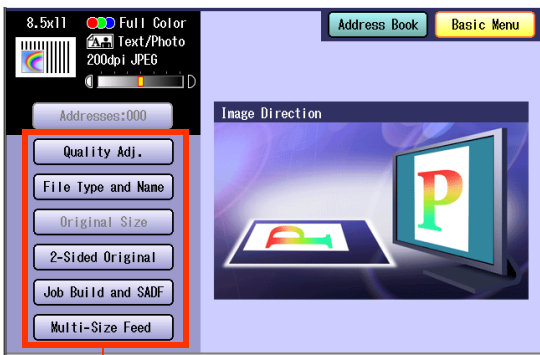 8.5x11
Full Color
Text/Photo
200dpi JPEG
Address Book
Basic Menu
Addresses:000
Image Direction
Quality Adj.
File Type and Name
Original Size
2-Sided Original
Job Build and SADF
Multi-Size Feed
P
P